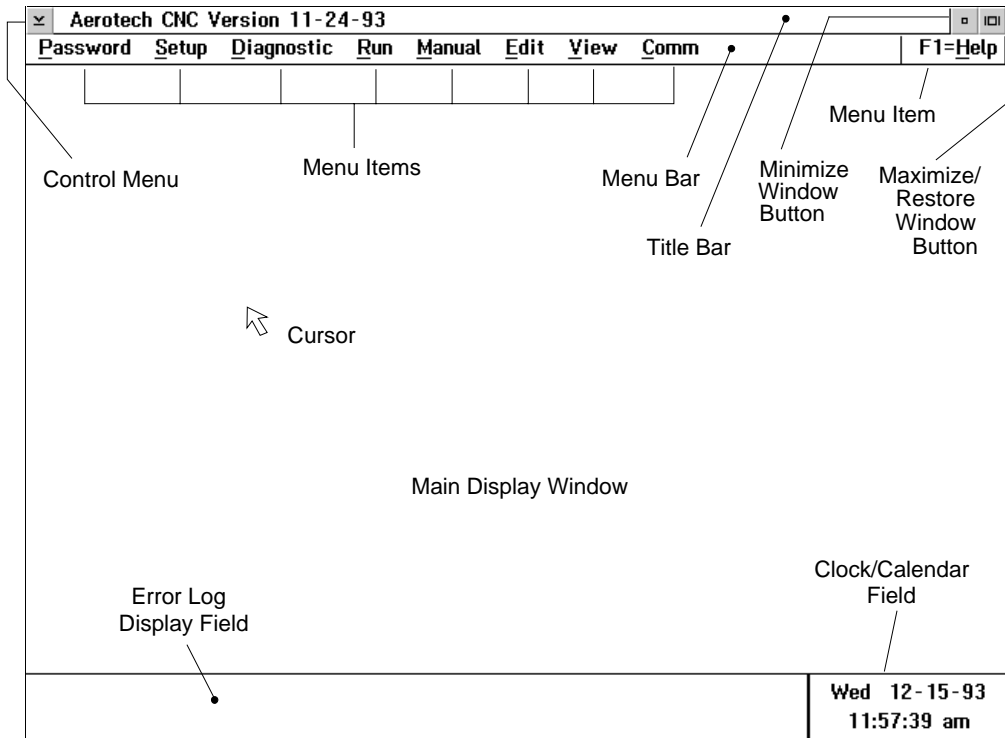 Aerotech CNC Version 11-24-93
Password Setup Diagnostic Run Manual Edit View Comm F1=Help
Menu Item
Control Menu
Menu Items
Menu Bar
Minimize
Window
Button
Maximize/
Restore
Window
Button
Title Bar
Cursor
Main Display Window
Error Log
Display Field
Clock/Calendar
Field
Wed 12-15-93
11:57:39 am